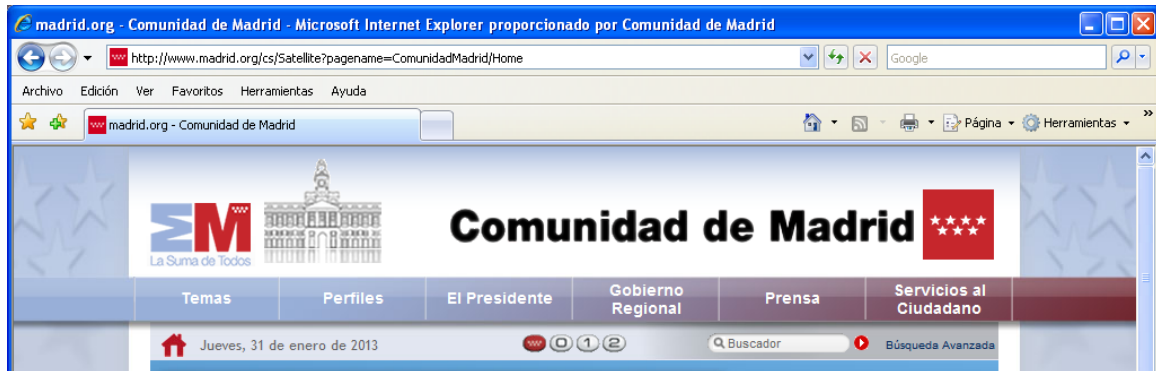 madrid.org - Comunidad de Madrid - Microsoft Internet Explorer proporcionado por Comunidad de Madrid
http://www.madrid.org/cs/Satellite?pagename=ComunidadMadrid/Home
Google
Archivo Edición Ver Favoritos Herramientas Ayuda
madrid.org - Comunidad de Madrid
Página Herramientas
Comunidad de Madrid
La Suma de Todos
Temas Perfiles El Presidente Gobierno Regional Prensa Servicios al Ciudadano
Jueves, 31 de enero de 2013 012 Buscador Búsqueda Avanzada